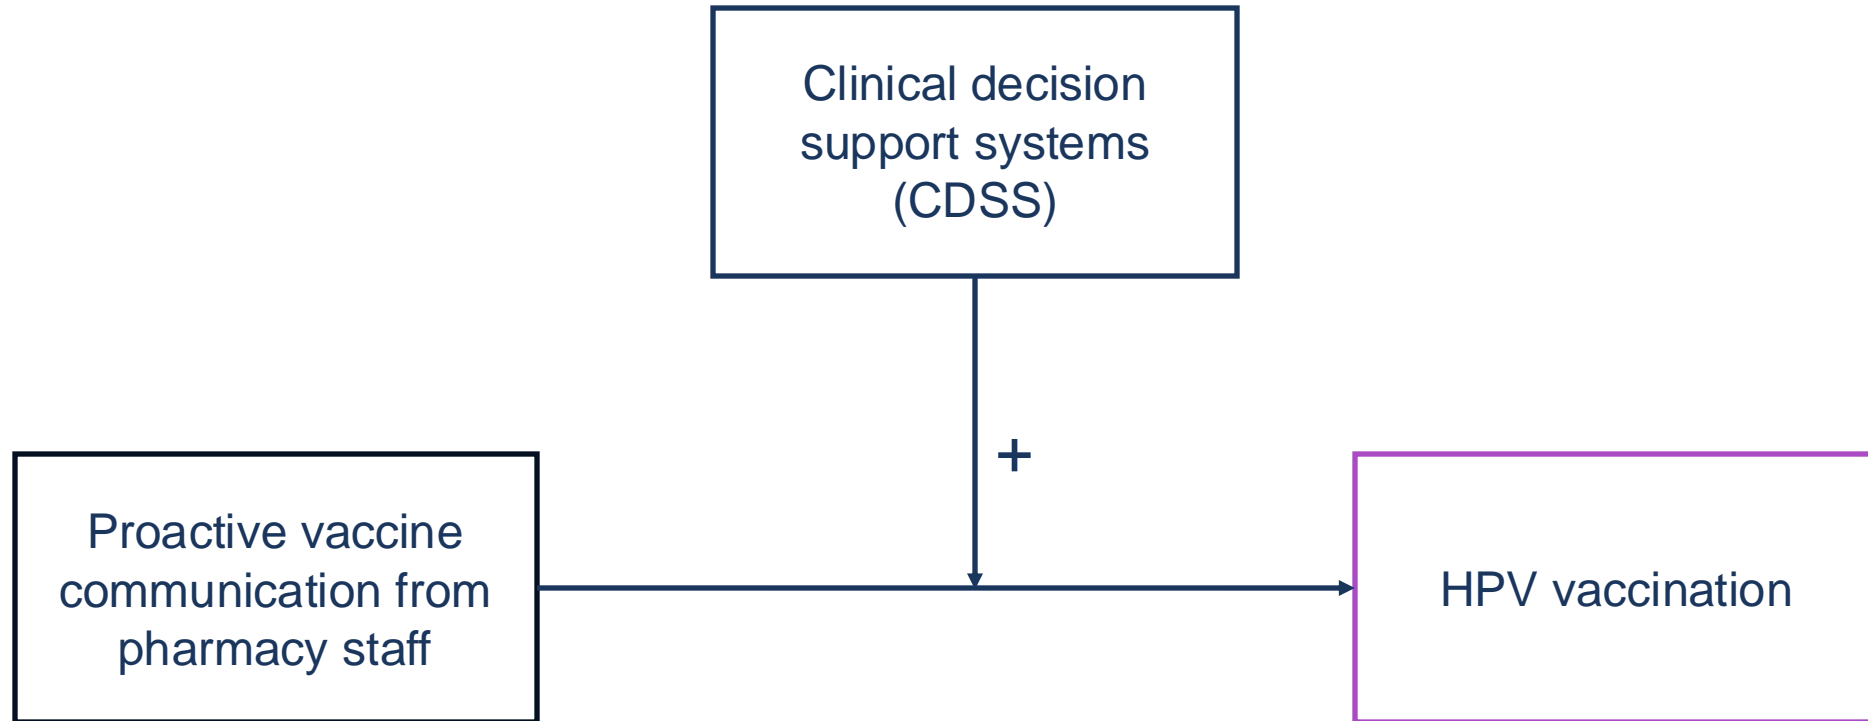 Clinical decision
support systems
(CDSS)
+
Proactive vaccine
communication from
pharmacy staff
HPV vaccination